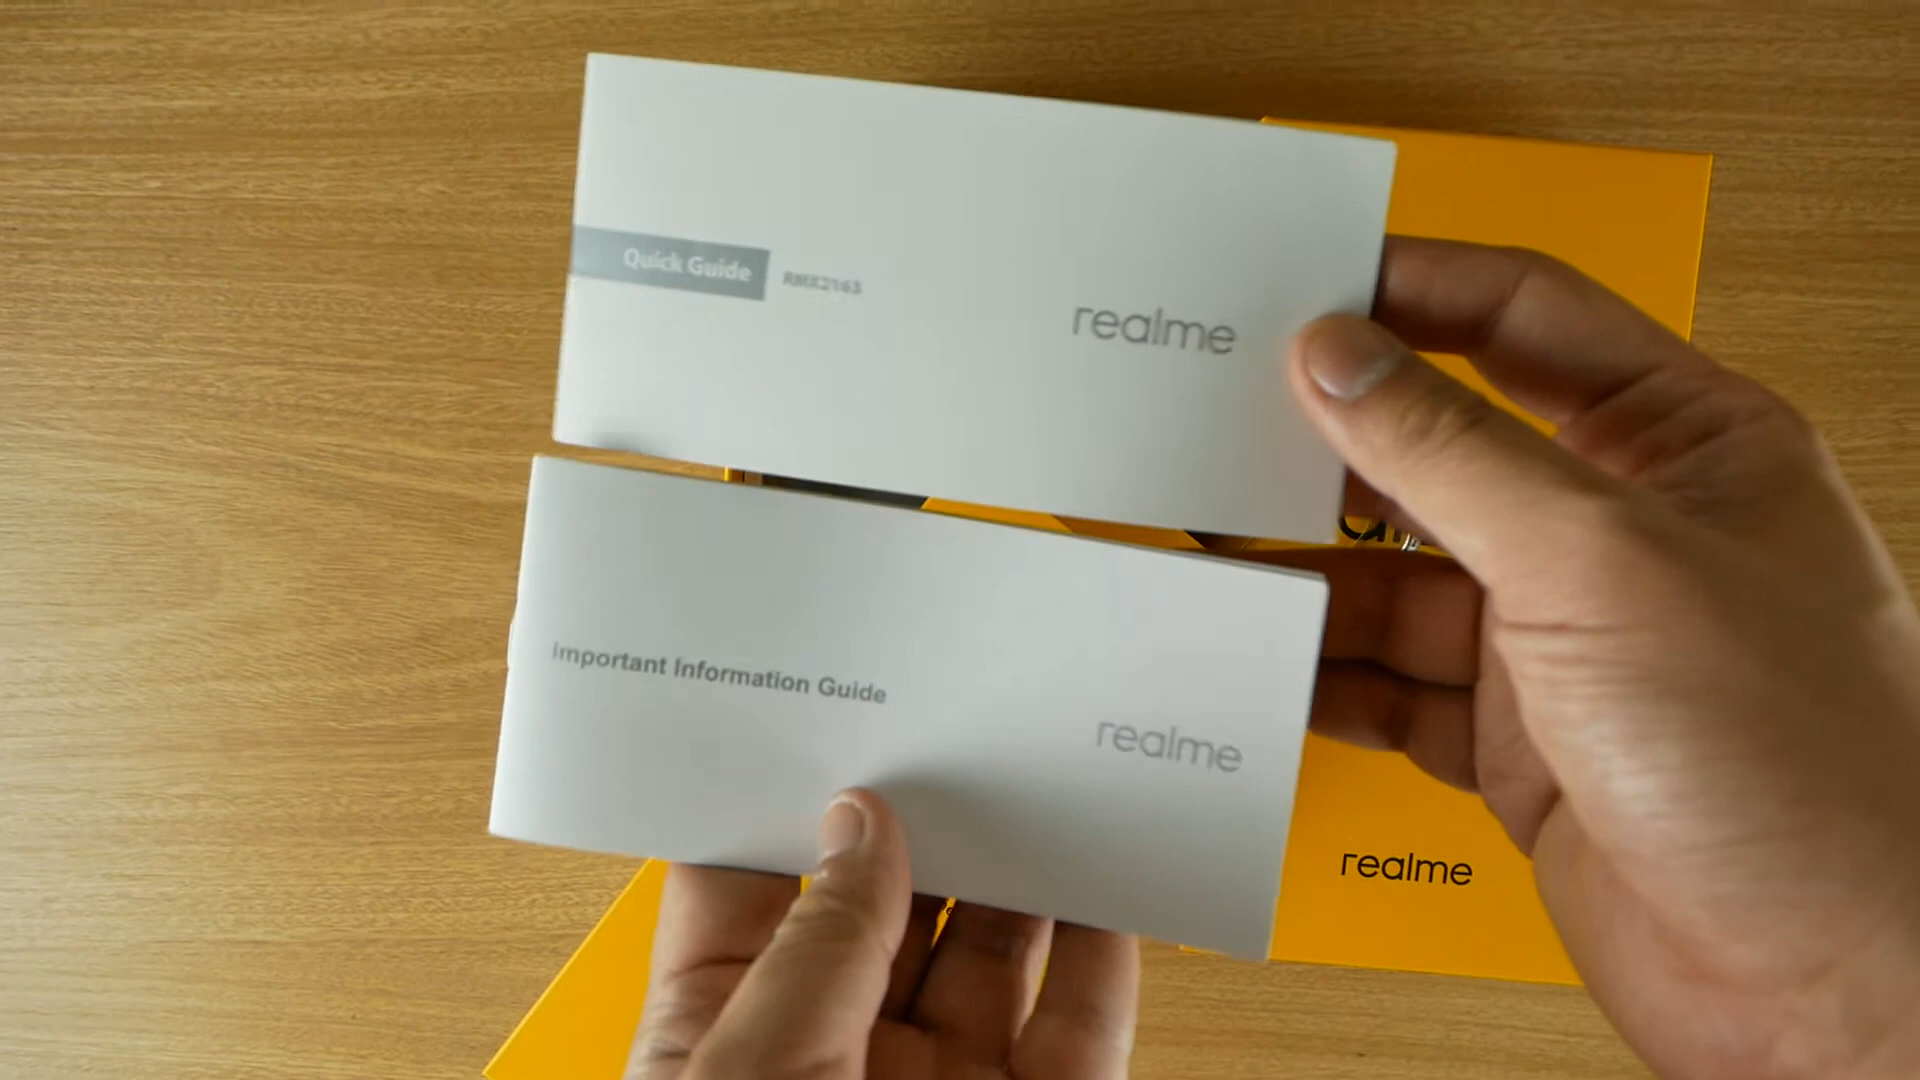 Quick Guide
realme
Important Information Guide
realme
realme